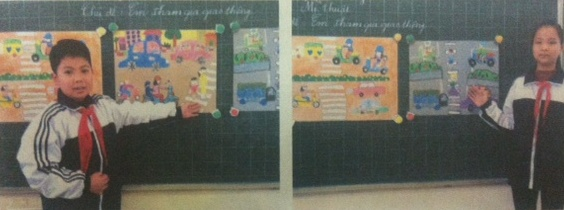 Chủ đề: Em tham gia giao thông
Mĩ thuật
Em tham gia giao thông